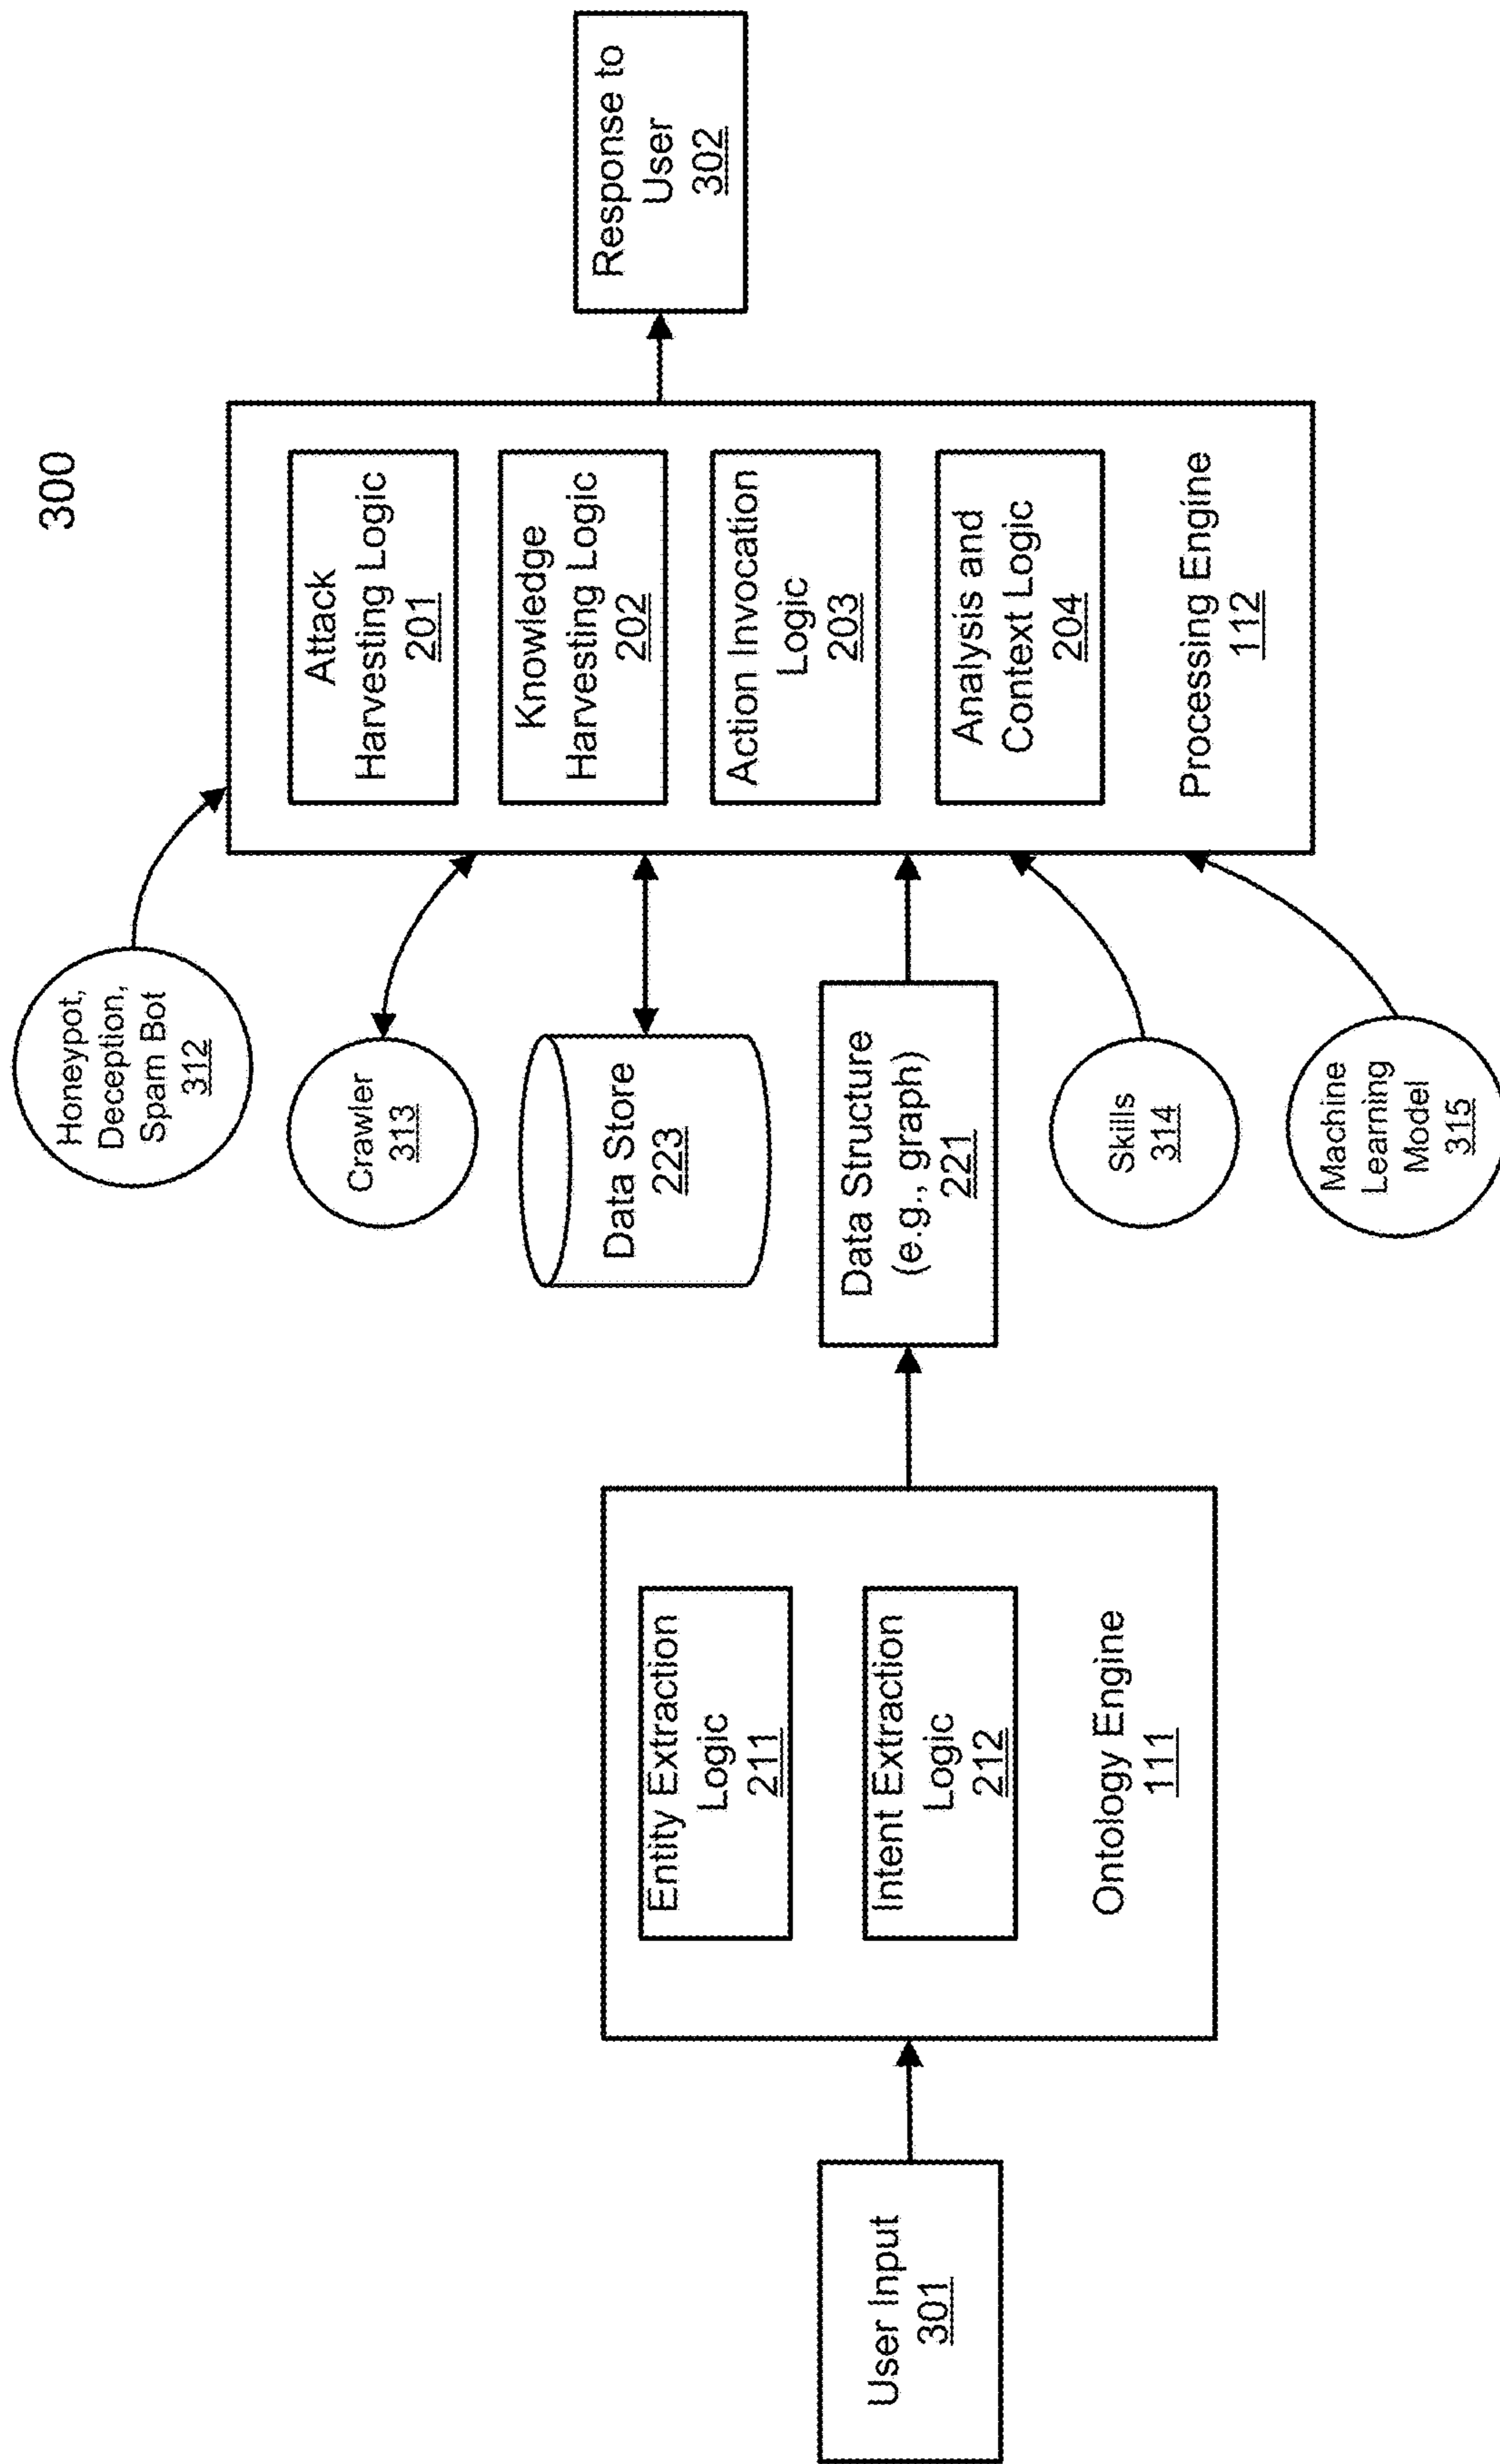 300
User Input
301
Entity Extraction
Logic
211
Intent Extraction
Logic
212
Ontology Engine
111
Honeypot,
Deception,
Spam Bot
312
Crawler
313
Data Store
223
Data Structure
(e.g., graph)
221
Skills
314
Machine
Learning
Model
315
Attack
Harvesting Logic
201
Knowledge
Harvesting Logic
202
Action Invocation
Logic
203
Analysis and
Context Logic
204
Processing Engine
112
Response to
User
302